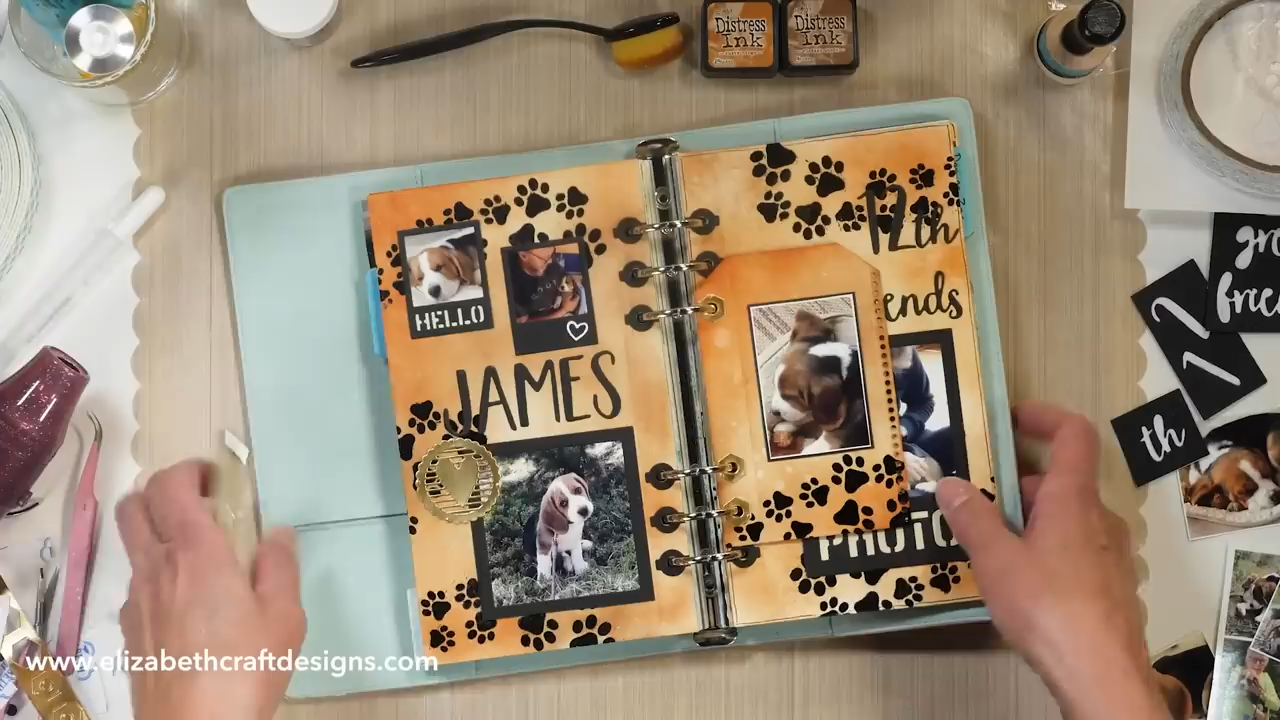 Distress
Ink
Distress
Ink
12th
ends
HELLO
JAMES
PHOTO
th
www.elizabethcraftdesigns.com